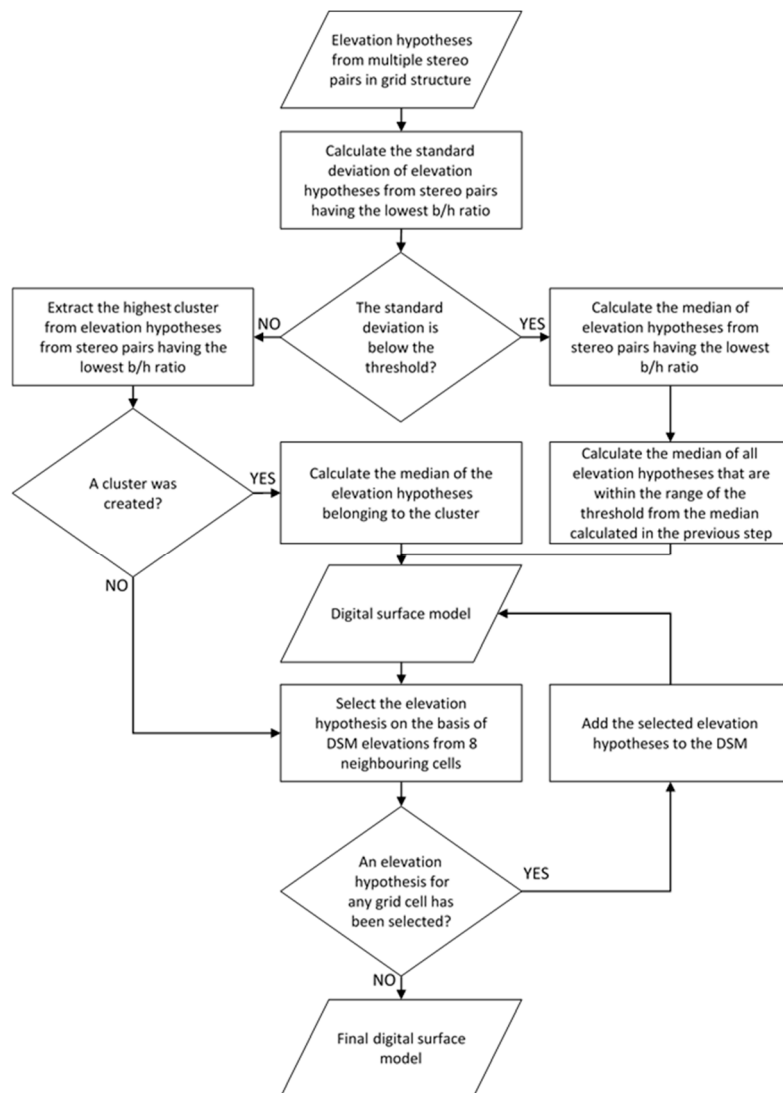 Elevation hypotheses
from multiple stereo
pairs in grid structure
Calculate the standard
deviation of elevation
hypotheses from stereo pairs
having the lowest b/h ratio
Extract the highest cluster
from elevation hypotheses
from stereo pairs having the
lowest b/h ratio
NO
The standard
deviation is
below the
threshold?
YES
Calculate the median of
elevation hypotheses from
stereo pairs having the lowest
b/h ratio
A cluster was
created?
YES
Calculate the median of the
elevation hypotheses
belonging to the cluster
Calculate the median of all
elevation hypotheses that are
within the range of the
threshold from the median
calculated in the previous step
NO
Digital surface model
Select the elevation
hypothesis on the basis of
DSM elevations from 8
neighbouring cells
Add the selected elevation
hypotheses to the DSM
An elevation
hypothesis for
any grid cell has
been selected?
YES
NO
Final digital surface
model